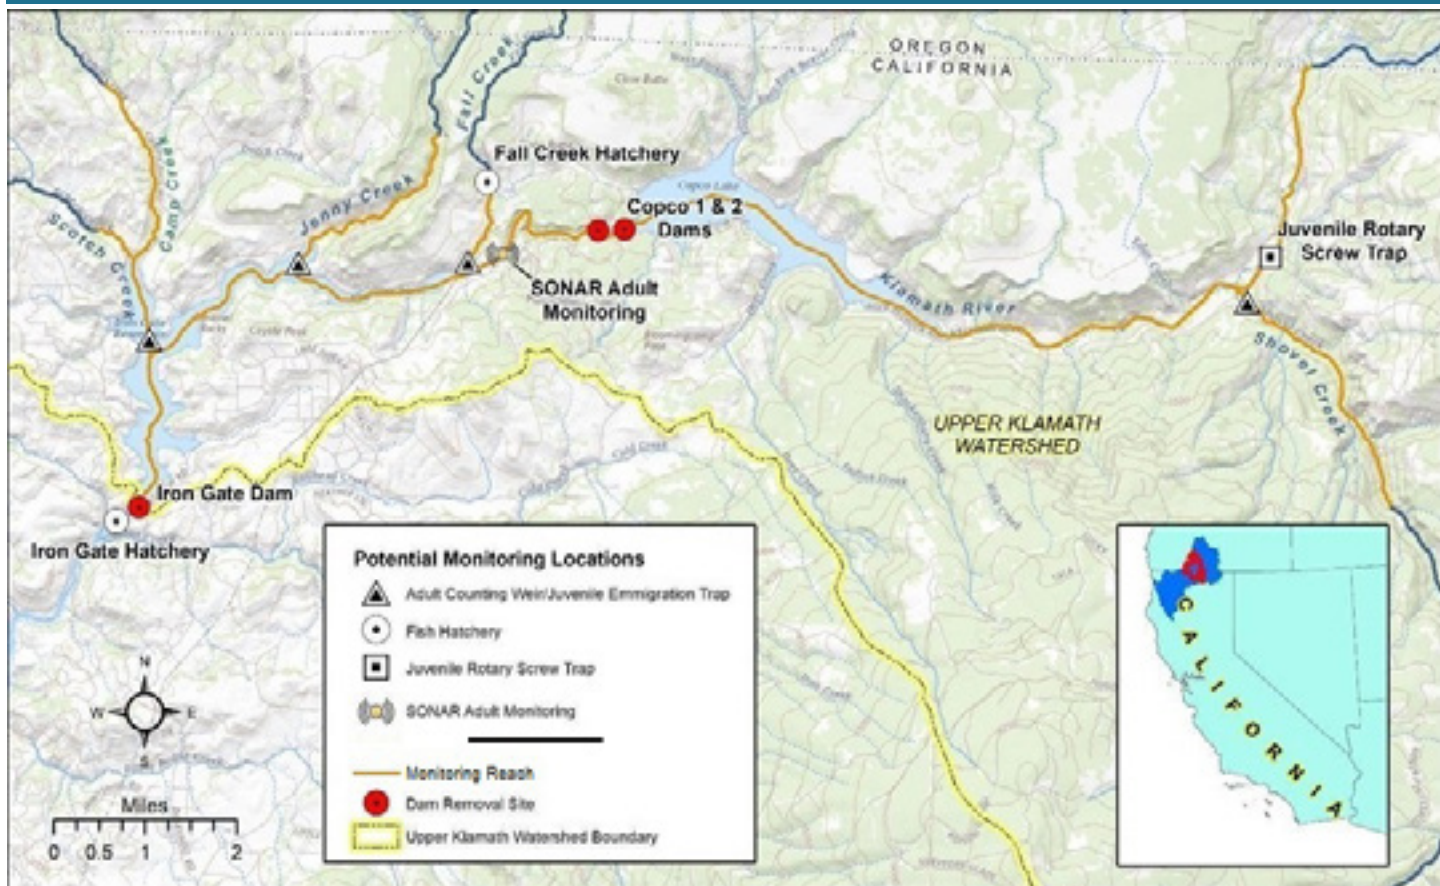 OREGON
CALIFORNIA
Fall Creek
Fall Creek Hatchery
Camp Creek
Jenny Creek
Scotch Creek
Copco Lake
Copco 1 & 2
Dams
Juvenile Rotary
Screw Trap
SONAR Adult
Monitoring
Klamath River
Shovel Creek
UPPER KLAMATH
WATERSHED
Iron Gate Dam
Iron Gate Hatchery
Potential Monitoring Locations
Adult Counting Weir/Juvenile Emmigration Trap
Fish Hatchery
Juvenile Rotary Screw Trap
SONAR Adult Monitoring
Monitoring Reach
Dam Removal Site
Upper Klamath Watershed Boundary
N
W E
S
Miles
0 0.5 1 2
CALIFORNIA